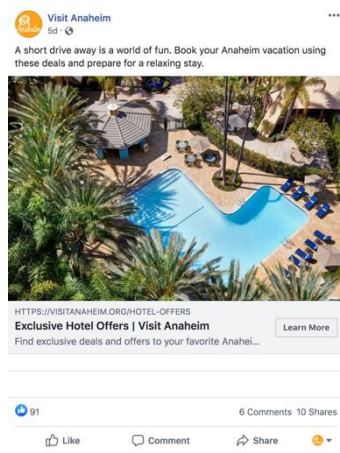 Visit Anaheim
5d
A short drive away is a world of fun. Book your Anaheim vacation using
these deals and prepare for a relaxing stay.
HTTPS://VISITANAHEIM.ORG/HOTEL-OFFERS
Exclusive Hotel Offers | Visit Anaheim
Learn More
Find exclusive deals and offers to your favorite Anahei...
91
6 Comments 10 Shares
Like Comment Share